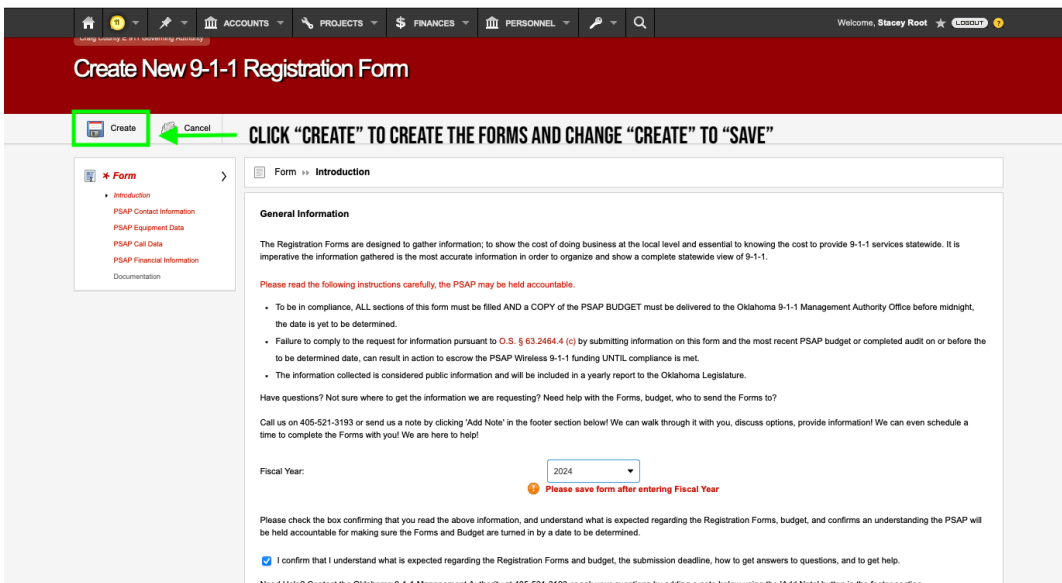 11 ACCOUNTS PROJECTS $ FINANCES PERSONNEL Welcome, Stacey Root LOGOUT ?
Craig County E 911 Governing Authority
Create New 9-1-1 Registration Form
Create Cancel CLICK “CREATE” TO CREATE THE FORMS AND CHANGE “CREATE” TO “SAVE”
Form
Introduction
PSAP Contact Information
PSAP Equipment Data
PSAP Call Data
PSAP Financial Information
Documentation
Form Introduction
General Information
The Registration Forms are designed to gather information; to show the cost of doing business at the local level and essential to knowing the cost to provide 9-1-1 services statewide. It is
imperative the information gathered is the most accurate information in order to organize and show a complete statewide view of 9-1-1.
Please read the following instructions carefully, the PSAP may be held accountable.
• To be in compliance, ALL sections of this form must be filled AND a COPY of the PSAP BUDGET must be delivered to the Oklahoma 9-1-1 Management Authority Office before midnight,
the date is yet to be determined.
• Failure to comply to the request for information pursuant to O.S. § 63.2464.4 (c) by submitting information on this form and the most recent PSAP budget or completed audit on or before the
to be determined date, can result in action to escrow the PSAP Wireless 9-1-1 funding UNTIL compliance is met.
• The information collected is considered public information and will be included in a yearly report to the Oklahoma Legislature.
Have questions? Not sure where to get the information we are requesting? Need help with the Forms, budget, who to send the Forms to?
Call us on 405-521-3193 or send us a note by clicking 'Add Note' in the footer section below! We can walk through it with you, discuss options, provide information! We can even schedule a
time to complete the Forms with you! We are here to help!
Fiscal Year: 2024
Please save form after entering Fiscal Year
Please check the box confirming that you read the above information, and understand what is expected regarding the Registration Forms, budget, and confirms an understanding the PSAP will
be held accountable for making sure the Forms and Budget are turned in by a date to be determined.
I confirm that I understand what is expected regarding the Registration Forms and budget, the submission deadline, how to get answers to questions, and to get help.